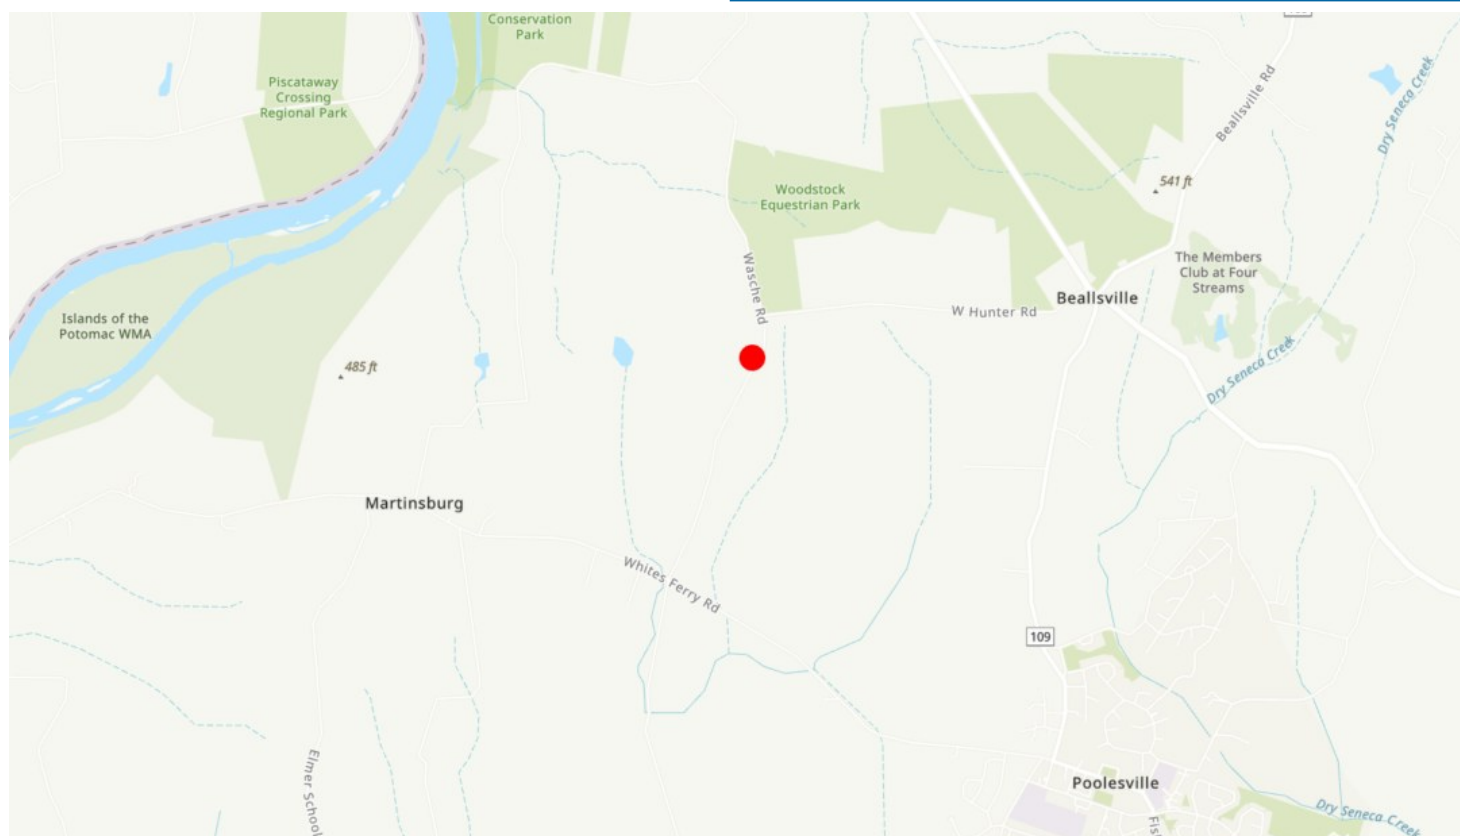 Conservation
Park
Piscataway
Crossing
Regional Park
Beallsville Rd
Dry Seneca Creek
541 ft
Woodstock
Equestrian Park
The Members
Club at Four
Streams
Wasche Rd
Beallsville
W Hunter Rd
Islands of the
Potomac WMA
485 ft
Dry Seneca Creek
Martinsburg
Whites Ferry Rd
109
Elmer School
Poolesville
Dry Seneca Creek